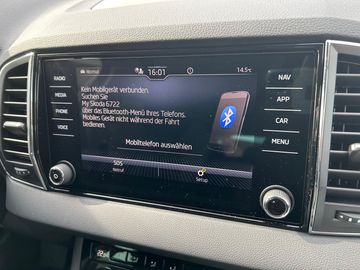 Normal
16:01
14.5°C
RADIO
MEDIA
PHONE
VOICE
Kein Mobilgerät verbunden.
Suchen Sie
My Skoda 6722
über das Bluetooth-Menü Ihres Telefons.
Mobiles Gerät nicht während der Fahrt
bedienen.
Mobiltelefon auswählen
SOS
Notruf
Setup
NAV
APP
CAR
MENU